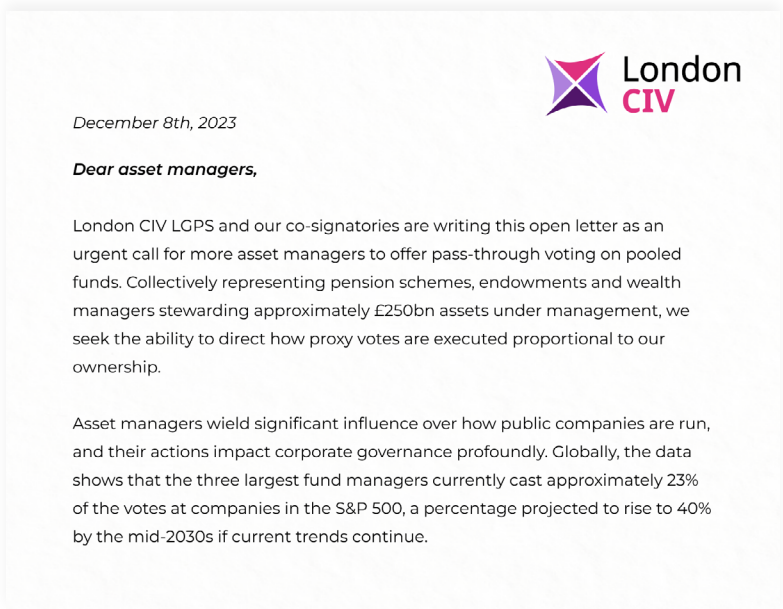 London
CIV
December 8th, 2023
Dear asset managers,
London CIV LGPS and our co-signatories are writing this open letter as an
urgent call for more asset managers to offer pass-through voting on pooled
funds. Collectively representing pension schemes, endowments and wealth
managers stewarding approximately £250bn assets under management, we
seek the ability to direct how proxy votes are executed proportional to our
ownership.
Asset managers wield significant influence over how public companies are run,
and their actions impact corporate governance profoundly. Globally, the data
shows that the three largest fund managers currently cast approximately 23%
of the votes at companies in the S&P 500, a percentage projected to rise to 40%
by the mid-2030s if current trends continue.